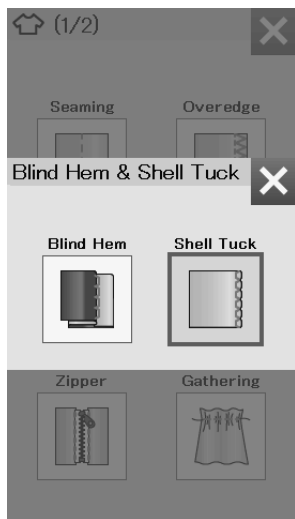 (1/2)
Seaming Overedge
Blind Hem & Shell Tuck
Blind Hem Shell Tuck
Zipper Gathering